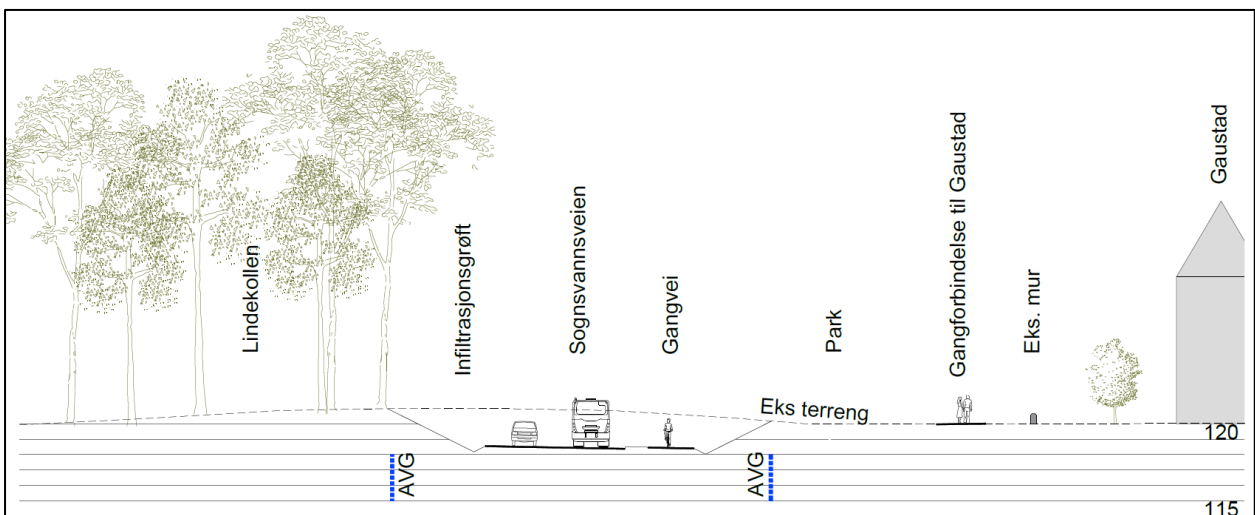 Lindekollen
Infiltrasjonsgrøft
Sognsvannsveien
Gangvei
Park
Gangforbindelse til Gaustad
Eks. mur
Gaustad
Eks terreng
120
AVG
AVG
115